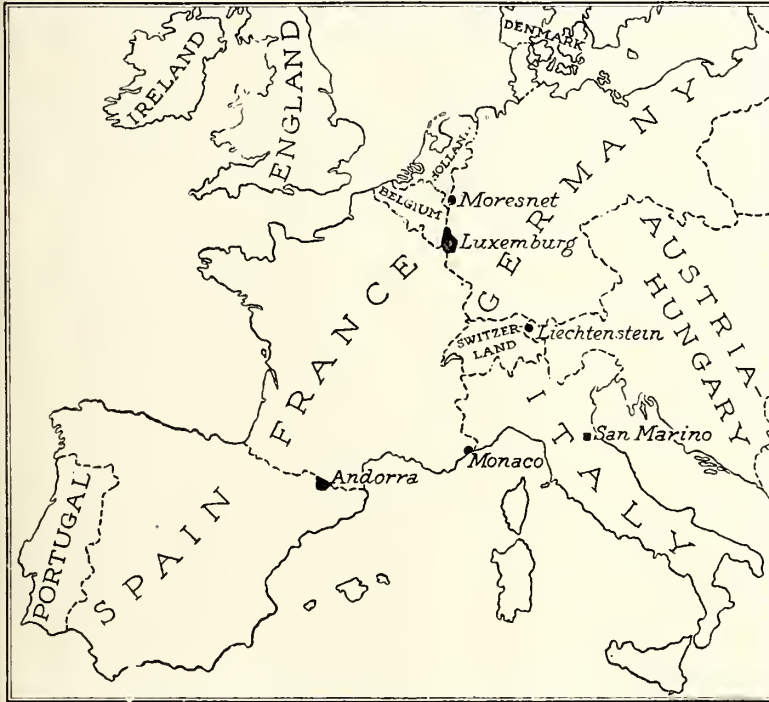 IRELAND
ENGLAND
DENMARK
HOLLAN
BELGIUM
Moresnet
Luxemburg
GERMANY
FRANCE
AUSTRIA-
HUNGARY
SWITZER-
LAND
Liechtenstein
ITALY
San Marino
Monaco
Andorra
PORTUGAL
SPAIN